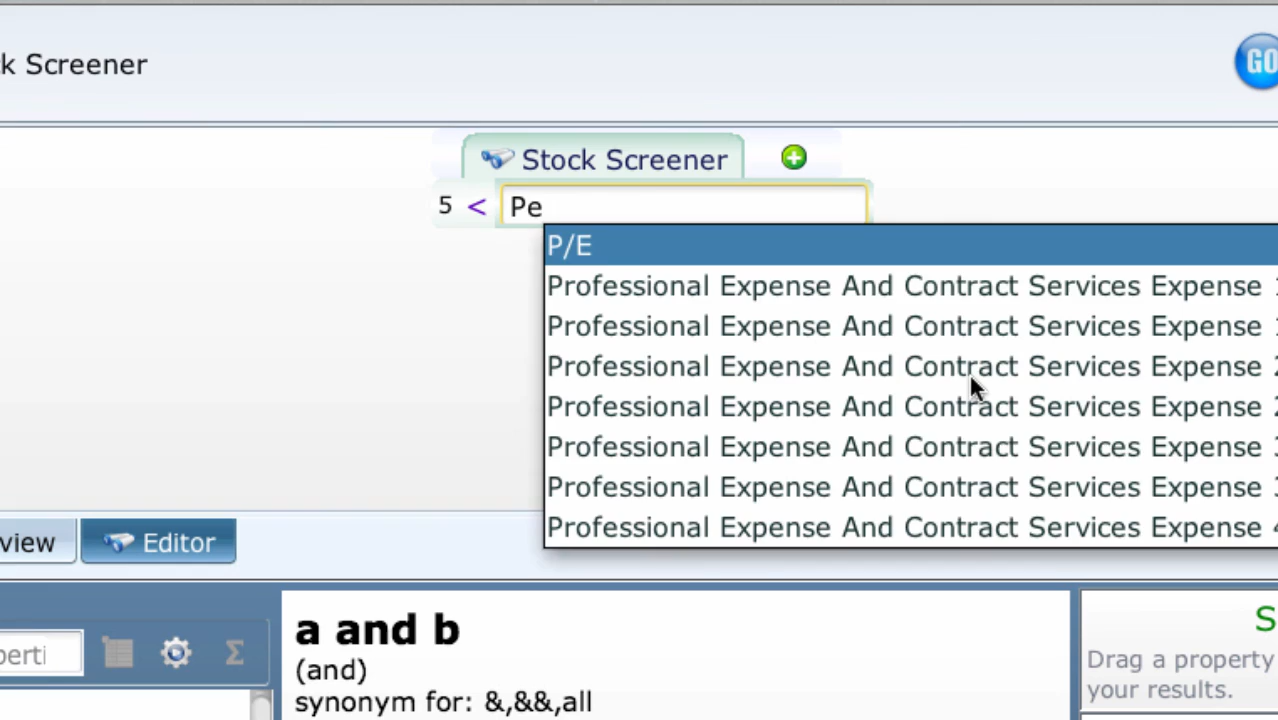 k Screener
GO
Stock Screener
5 < Pe
P/E
Professional Expense And Contract Services Expense
Professional Expense And Contract Services Expense
Professional Expense And Contract Services Expense 2
Professional Expense And Contract Services Expense 2
Professional Expense And Contract Services Expense
Professional Expense And Contract Services Expense
Professional Expense And Contract Services Expense
view
Editor
perti
Σ
a and b
(and)
synonym for: &,&&,all
S
Drag a property
your results.